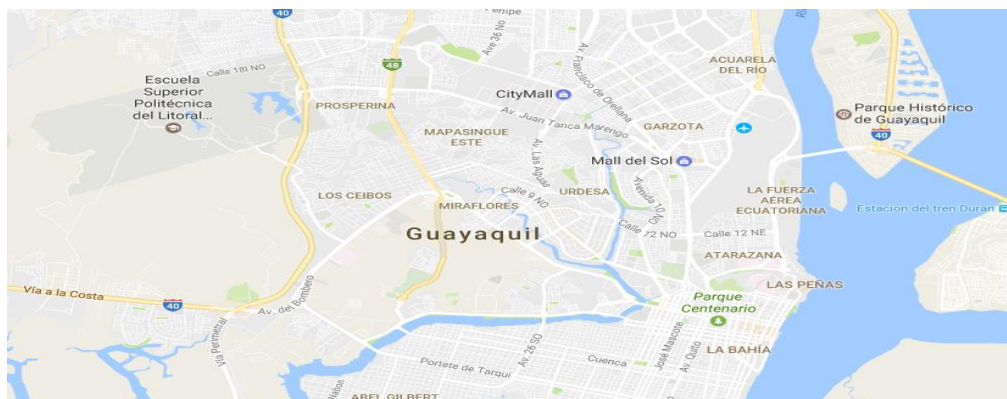 40
Ave 36 NO
Calle 18I NO
48
Av. Francisco de Orellana
ACUARELA
DEL RÍO
Escuela
Superior
Politécnica
del Litoral...
PROSPERINA
CityMall
Av. Juan Tanca Marengo
GARZOTA
Parque Histórico
de Guayaquil
40
MAPASINGUE
ESTE
Av. Las Aguas
Mall del Sol
LOS CEIBOS
Calle 9 NO
URDESA
Avenida 10 NO
LA FUERZA
AÉREA
ECUATORIANA
MIRAFLORES
Estacion del tren Duran
Guayaquil
Calle 12 NO
Calle 12 NE
ATARAZANA
LAS PEÑAS
Vía a la Costa
40
Av. del Bombero
Parque
Centenario
Vía Perimetral
Av. 26 SO
José Mascote
Av. Quito
LA BAHÍA
Cuenca
Portete de Tarqui
Nabon
ABEL GILBERT